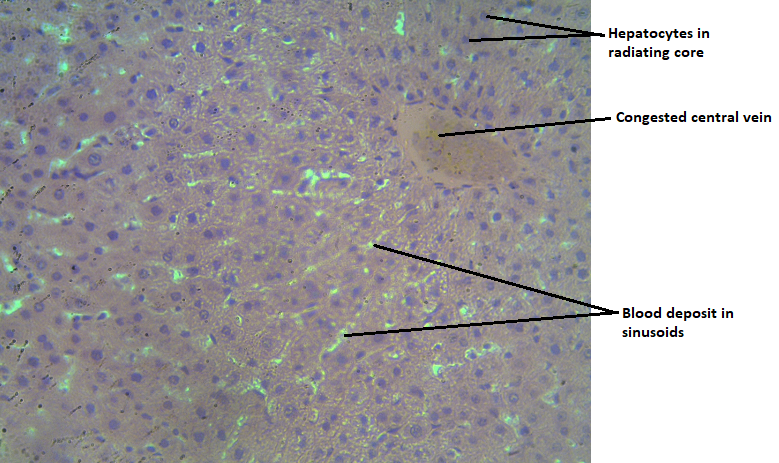 Hepatocytes in
radiating core
Congested central vein
Blood deposit in
sinusoids